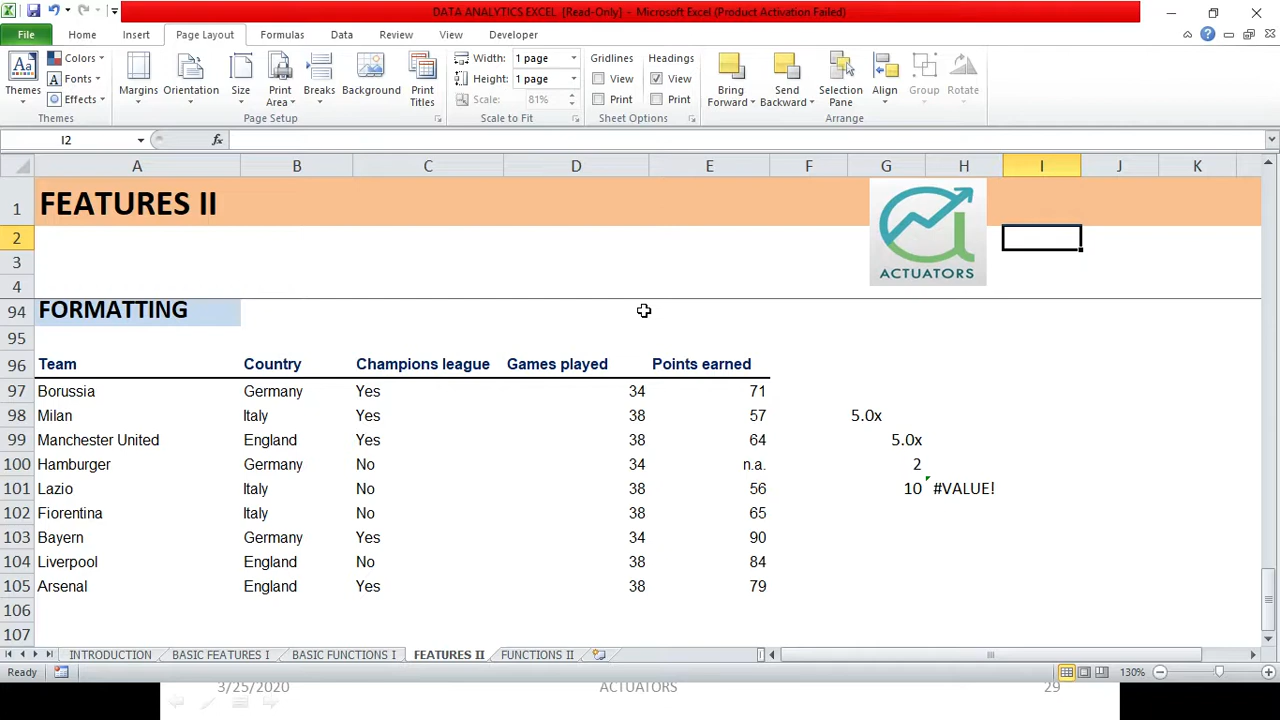 DATA ANALYTICS EXCEL [Read-Only] - Microsoft Excel (Product Activation Failed)
File Home Insert Page Layout Formulas Data Review View Developer
Themes Colors Fonts Effects
Themes
Margins Orientation Size Print Area Breaks Background Print Titles
Page Setup
Width: 1 page
Height: 1 page
Scale: 81%
Scale to Fit
Gridlines Headings
View View
Print Print
Sheet Options
Bring Forward Send Backward Selection Pane Align Group Rotate
Arrange
I2 fx
A B C D E F G H I J K
1 FEATURES II
2
3
ACTUATORS
4
94 FORMATTING
95
96 Team Country Champions league Games played Points earned
97 Borussia Germany Yes 34 71
98 Milan Italy Yes 38 57 5.0x
99 Manchester United England Yes 38 64 5.0x
100 Hamburger Germany No 34 n.a. 2
101 Lazio Italy No 38 56 10 #VALUE!
102 Fiorentina Italy No 38 65
103 Bayern Germany Yes 34 90
104 Liverpool England No 38 84
105 Arsenal England Yes 38 79
106
107
INTRODUCTION BASIC FEATURES I BASIC FUNCTIONS I FEATURES II FUNCTIONS II
Ready 130%
3/25/2020 ACTUATORS 29